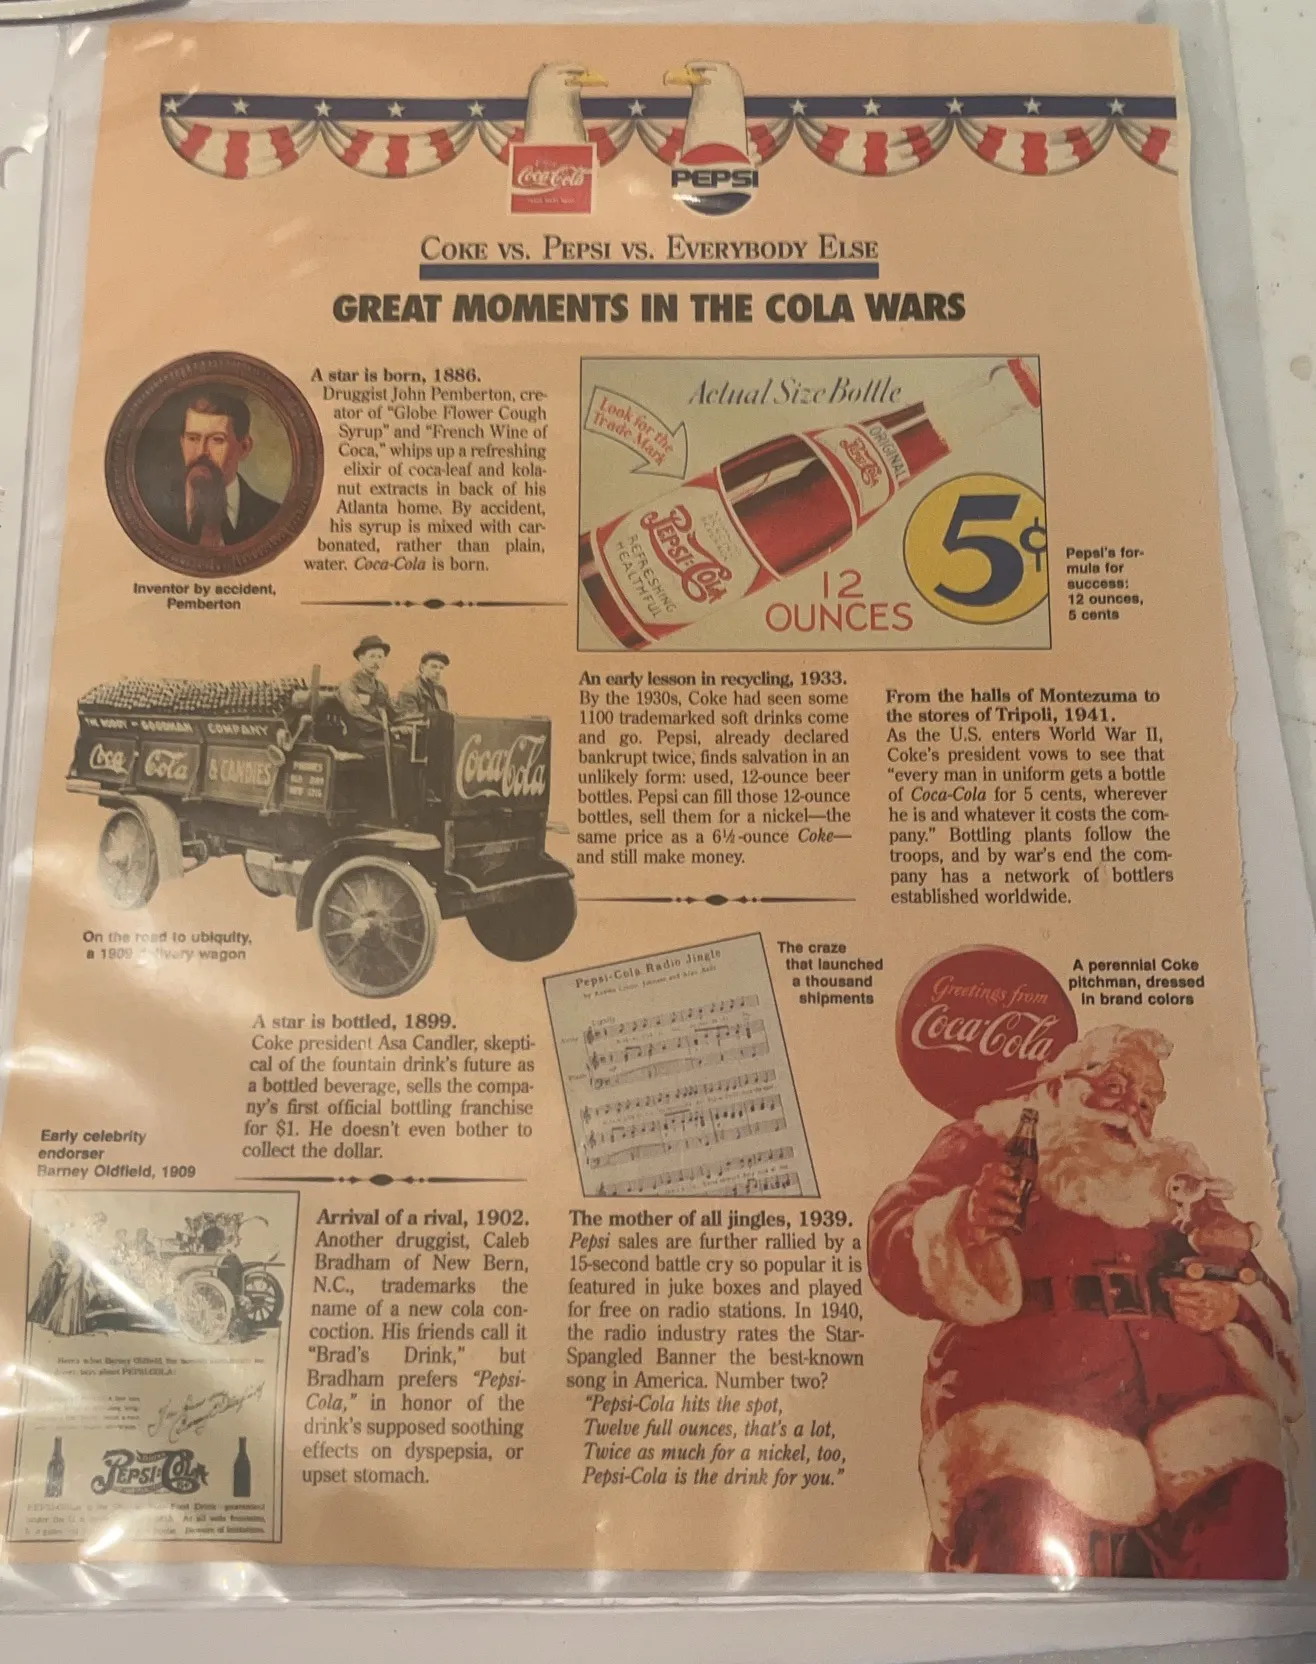 Coca-Cola
PEPSI
COKE VS. PEPSI VS. EVERYBODY ELSE
GREAT MOMENTS IN THE COLA WARS
A star is born, 1886.
Druggist John Pemberton, cre-
ator of “Globe Flower Cough
Syrup” and “French Wine of
Coca,” whips up a refreshing
elixir of coca-leaf and kola-
nut extracts in back of his
Atlanta home. By accident,
his syrup is mixed with car-
bonated, rather than plain,
water. Coca-Cola is born.
Inventor by accident,
Pemberton
Actual Size Bottle
Look for the
Trade Mark
ORIGINAL
PEPSI-COLA
PEPSI-COLA
REFRESHING
HEALTHFUL
5¢
12
OUNCES
Pepsi's for-
mula for
success:
12 ounces,
5 cents
COMPANY
Coca Cola & CANDIES
Coca-Cola
On the road to ubiquity,
a 1909 delivery wagon
An early lesson in recycling, 1933.
By the 1930s, Coke had seen some
1100 trademarked soft drinks come
and go. Pepsi, already declared
bankrupt twice, finds salvation in an
unlikely form: used, 12-ounce beer
bottles. Pepsi can fill those 12-ounce
bottles, sell them for a nickel—the
same price as a 6½-ounce Coke—
and still make money.
From the halls of Montezuma to
the stores of Tripoli, 1941.
As the U.S. enters World War II,
Coke's president vows to see that
“every man in uniform gets a bottle
of Coca-Cola for 5 cents, wherever
he is and whatever it costs the com-
pany.” Bottling plants follow the
troops, and by war's end the com-
pany has a network of bottlers
established worldwide.
A star is bottled, 1899.
Coke president Asa Candler, skepti-
cal of the fountain drink's future as
a bottled beverage, sells the compa-
ny's first official bottling franchise
for $1. He doesn't even bother to
collect the dollar.
Early celebrity
endorser
Barney Oldfield, 1909
PEPSI-COLA
Arrival of a rival, 1902.
Another druggist, Caleb
Bradham of New Bern,
N.C., trademarks the
name of a new cola con-
coction. His friends call it
“Brad's Drink,” but
Bradham prefers “Pepsi-
Cola,” in honor of the
drink's supposed soothing
effects on dyspepsia, or
upset stomach.
Pepsi-Cola Radio Jingle
The craze
that launched
a thousand
shipments
The mother of all jingles, 1939.
Pepsi sales are further rallied by a
15-second battle cry so popular it is
featured in juke boxes and played
for free on radio stations. In 1940,
the radio industry rates the Star-
Spangled Banner the best-known
song in America. Number two?
“Pepsi-Cola hits the spot,
Twelve full ounces, that's a lot,
Twice as much for a nickel, too,
Pepsi-Cola is the drink for you.”
Greetings from
Coca-Cola
A perennial Coke
pitchman, dressed
in brand colors